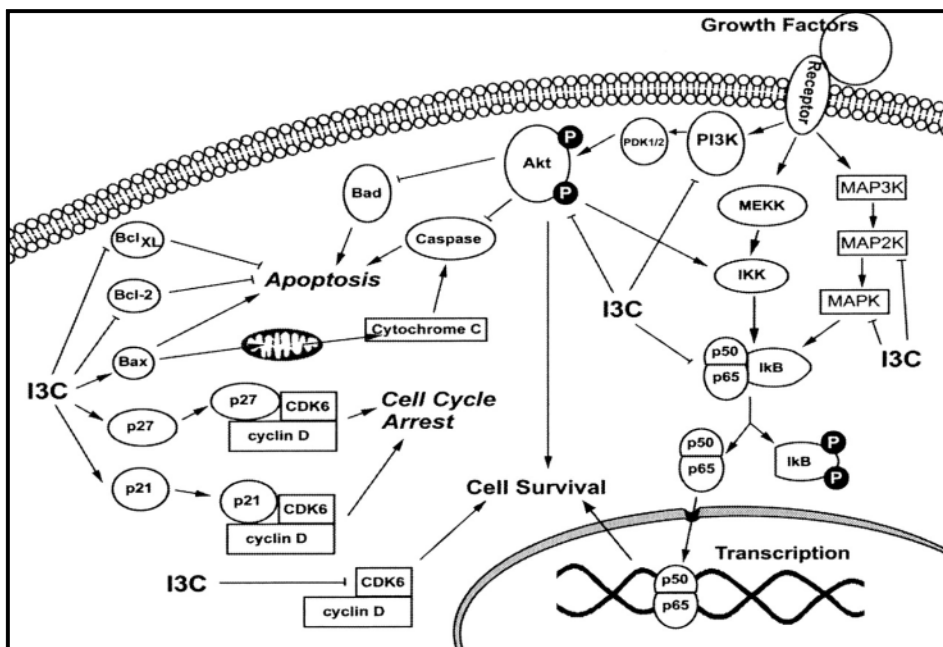 Growth Factors
Receptor
P
Akt
P
PDK1/2
PI3K
Bad
MAP3K
MEKK
Bcl XL
Caspase
MAP2K
Apoptosis
IKK
Bcl-2
I3C
MAPK
Cytochrome C
p50
p65
IkB
I3C
Bax
I3C
p27
p27
CDK6
cyclin D
Cell Cycle
Arrest
p50
p65
P
IkB
P
p21
p21
CDK6
cyclin D
Cell Survival
Transcription
I3C
CDK6
cyclin D
p50
p65